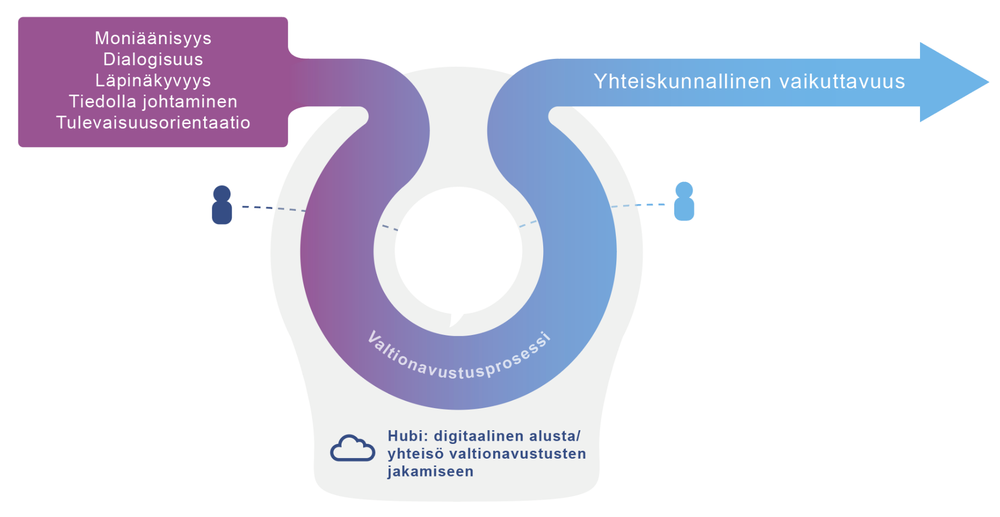 Moniäänisyys
Dialogisuus
Läpinäkyvyys
Tiedolla johtaminen
Tulevaisuusorientaatio
Yhteiskunnallinen vaikuttavuus
Valtionavustusprosessi
Hubi: digitaalinen alusta/
yhteisö valtionavustusten
jakamiseen